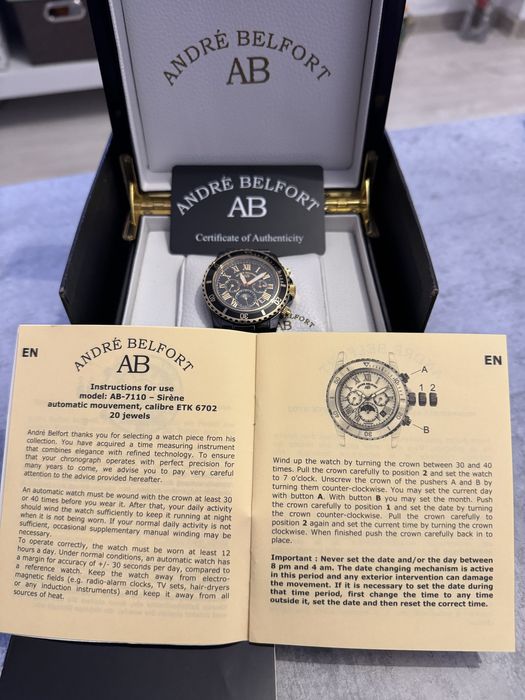 ANDRÉ BELFORT
AB
ANDRÉ BELFORT
AB
Certificate of Authenticity
EN
ANDRÉ BELFORT
AB
Instructions for use
model: AB-7110 – Sirène
automatic mouvement, calibre ETK 6702
20 jewels
André Belfort thanks you for selecting a watch piece from his
collection. You have acquired a time measuring instrument
that combines elegance with refined technology. To ensure
that your chronograph operates with perfect precision for
many years to come, we advise you to pay very careful
attention to the advice provided hereafter.
An automatic watch must be wound with the crown at least 30
or 40 times before you wear it. After that, your daily activity
should wind the watch sufficiently to keep it running at night
when it is not being worn. If your normal daily activity is not
sufficient, occasional supplementary manual winding may be
necessary.
To operate correctly, the watch must be worn at least 12
hours a day. Under normal conditions, an automatic watch has
a margin for accuracy of +/- 30 seconds per day, compared to
a reference watch. Keep the watch away from electro-
magnetic fields (e.g. radio-alarm clocks, TV sets, hair-dryers
or any induction instruments) and keep it away from all
sources of heat.
EN
A
1 2
B
Wind up the watch by turning the crown between 30 and 40
times. Pull the crown carefully to position 2 and set the watch
to 7 o'clock. Unscrew the crown of the pushers A and B by
turning them counter-clockwise. You may set the current day
with button A. With button B you may set the month. Push
the crown carefully to position 1 and set the date by turning
the crown counter-clockwise. Pull the crown carefully to
position 2 again and set the current time by turning the crown
clockwise. When finished push the crown carefully back in to
place.
Important : Never set the date and/or the day between
8 pm and 4 am. The date changing mechanism is active
in this period and any exterior intervention can damage
the movement. If it is necessary to set the date during
that time period, first change the time to any time
outside it, set the date and then reset the correct time.